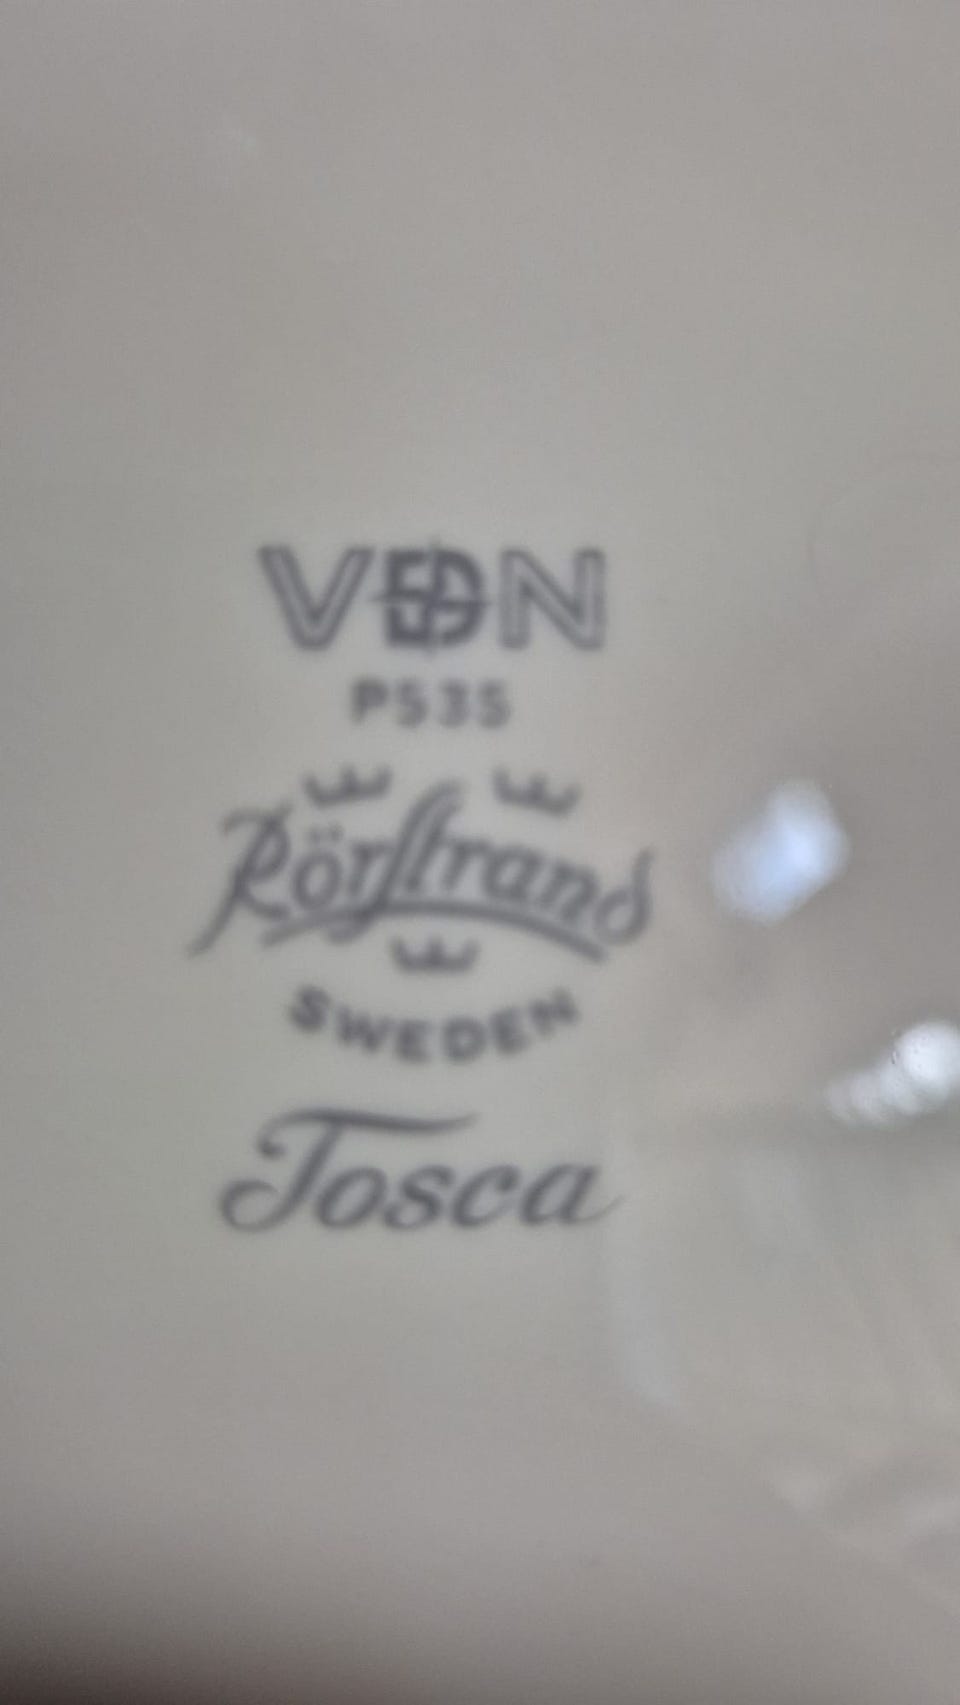 VDN
P535
Rörstrand
SWEDEN
Tosca